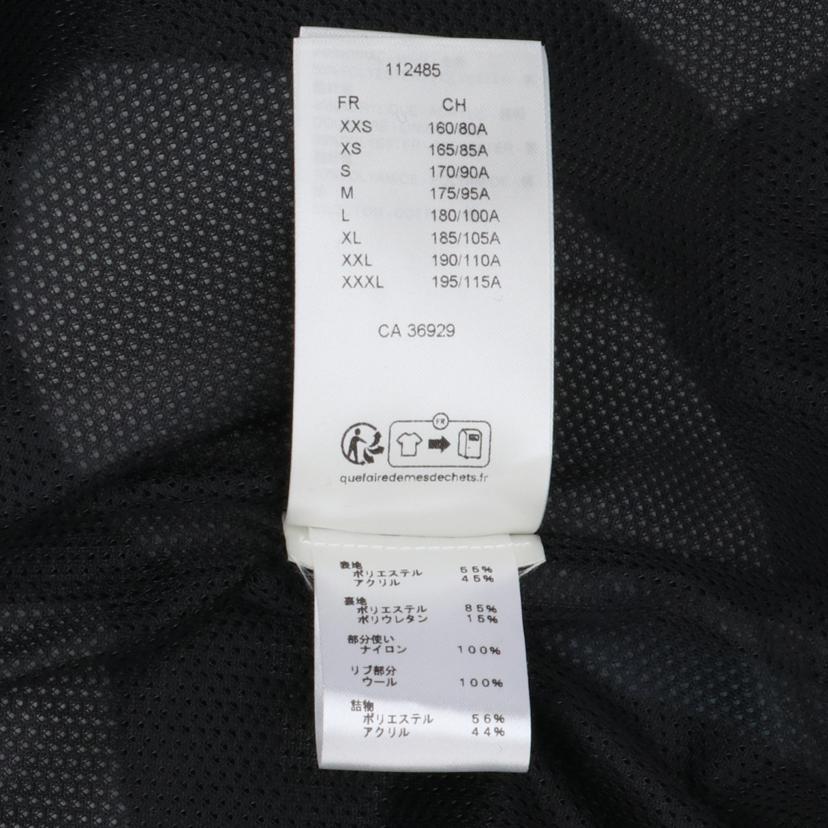 112485
FR CH
XXS 160/80A
XS 165/85A
S 170/90A
M 175/95A
L 180/100A
XL 185/105A
XXL 190/110A
XXXL 195/115A
CA 36929
FR
quefairedemesdechets.fr
表地
ポリエステル 55%
アクリル 45%
裏地
ポリエステル 85%
ポリウレタン 15%
部分使い
ナイロン 100%
リブ部分
ウール 100%
詰物
ポリエステル 56%
アクリル 44%